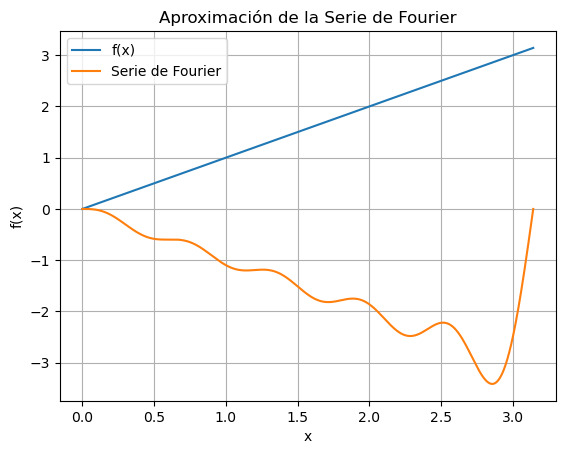 Aproximación de la Serie de Fourier
f(x)
Serie de Fourier
3
2
1
0
−1
−2
−3
f(x)
0.0 0.5 1.0 1.5 2.0 2.5 3.0
x